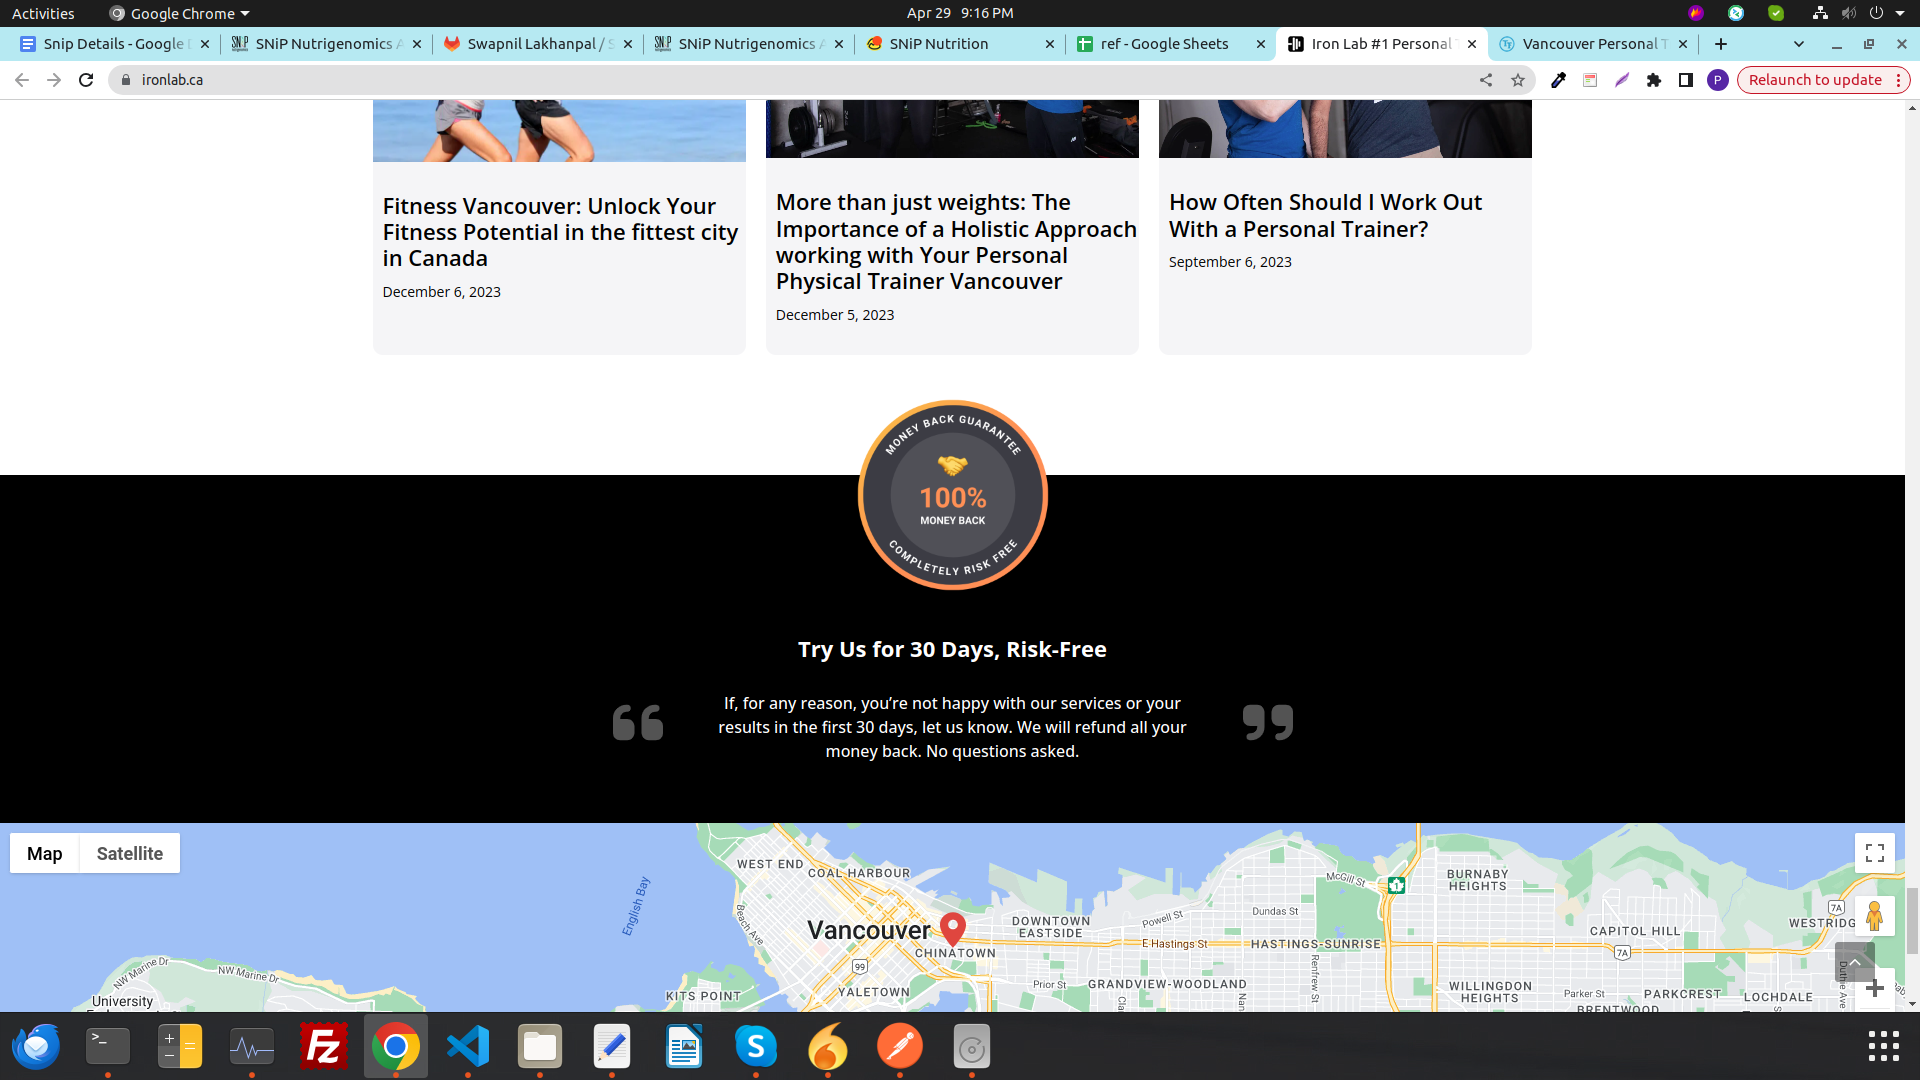 Activities
Google Chrome
Apr 29 9:16 PM
Snip Details - Google
SNiP Nutrigenomics
Swapnil Lakhanpal /
SNiP Nutrigenomics
SNiP Nutrition
ref - Google Sheets
Iron Lab #1 Personal
Vancouver Personal
ironlab.ca
P
Relaunch to update
Fitness Vancouver: Unlock Your
Fitness Potential in the fittest city
in Canada
December 6, 2023
More than just weights: The
Importance of a Holistic Approach
working with Your Personal
Physical Trainer Vancouver
December 5, 2023
How Often Should I Work Out
With a Personal Trainer?
September 6, 2023
MONEY BACK GUARANTEE
100%
MONEY BACK
COMPLETELY RISK FREE
Try Us for 30 Days, Risk-Free
If, for any reason, you’re not happy with our services or your
results in the first 30 days, let us know. We will refund all your
money back. No questions asked.
Map
Satellite
WEST END
COAL HARBOUR
English Bay
Beach Ave
Vancouver
CHINATOWN
DOWNTOWN
EASTSIDE
Powell St
Dundas St
McGill St
1
BURNABY
HEIGHTS
7A
WESTRIDG
CAPITOL HILL
E Hastings St
HASTINGS-SUNRISE
7A
99
NW Marine Dr
NW Marine Dr
University
KITS POINT
YALETOWN
Prior St
GRANDVIEW-WOODLAND
Renfrew St
WILLINGDON
HEIGHTS
Parker St
PARKCREST
LOCHDALE
Duthie Ave
BRENTWOOD